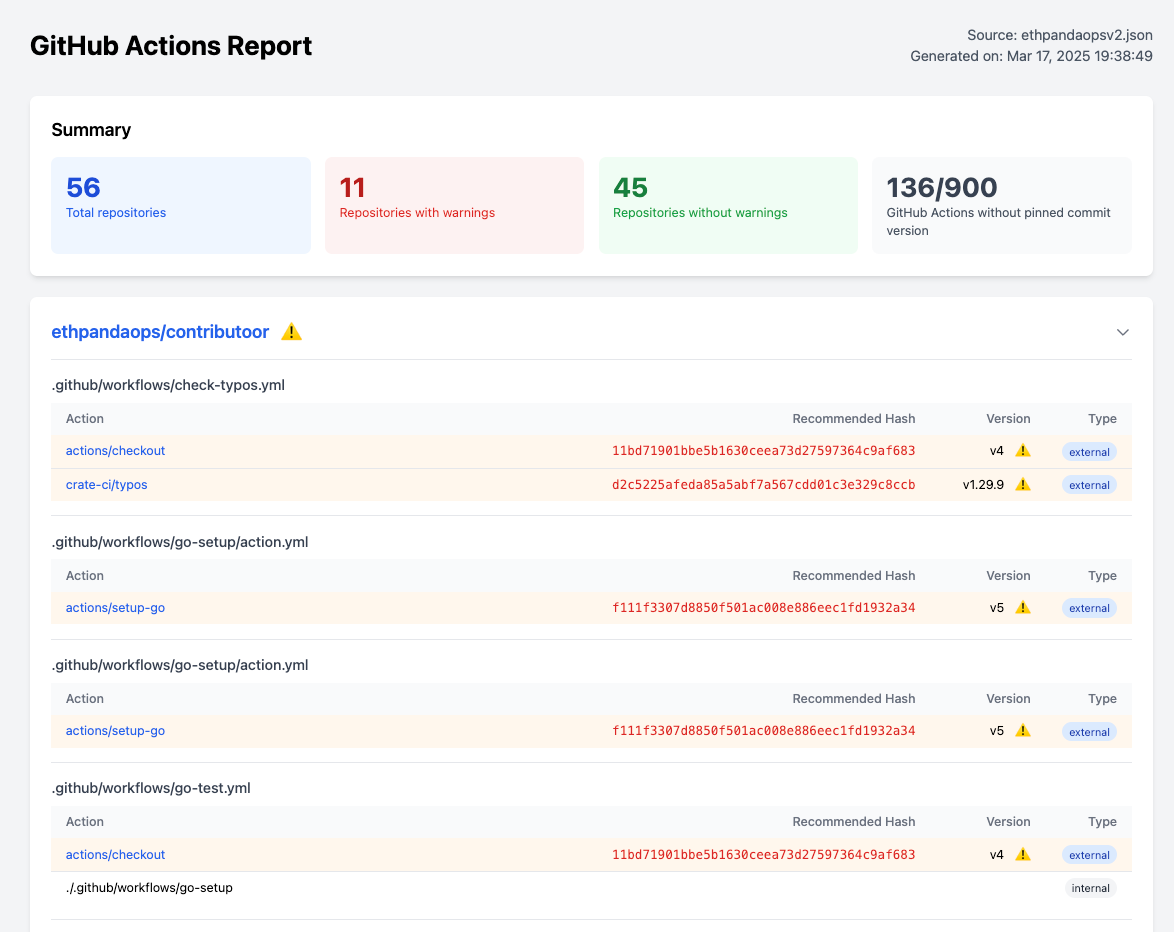 GitHub Actions Report
Source: ethpandaopsv2.json
Generated on: Mar 17, 2025 19:38:49
Summary
56
Total repositories
11
Repositories with warnings
45
Repositories without warnings
136/900
GitHub Actions without pinned commit
version
ethpandaops/contributoor
.github/workflows/check-typos.yml
Action Recommended Hash Version Type
actions/checkout 11bd71901bbe5b1630ceea73d27597364c9af683 v4 external
crate-ci/typos d2c5225afeda85a5abf7a567cdd01c3e329c8ccb v1.29.9 external
.github/workflows/go-setup/action.yml
Action Recommended Hash Version Type
actions/setup-go f111f3307d8850f501ac008e886eec1fd1932a34 v5 external
.github/workflows/go-setup/action.yml
Action Recommended Hash Version Type
actions/setup-go f111f3307d8850f501ac008e886eec1fd1932a34 v5 external
.github/workflows/go-test.yml
Action Recommended Hash Version Type
actions/checkout 11bd71901bbe5b1630ceea73d27597364c9af683 v4 external
./.github/workflows/go-setup internal